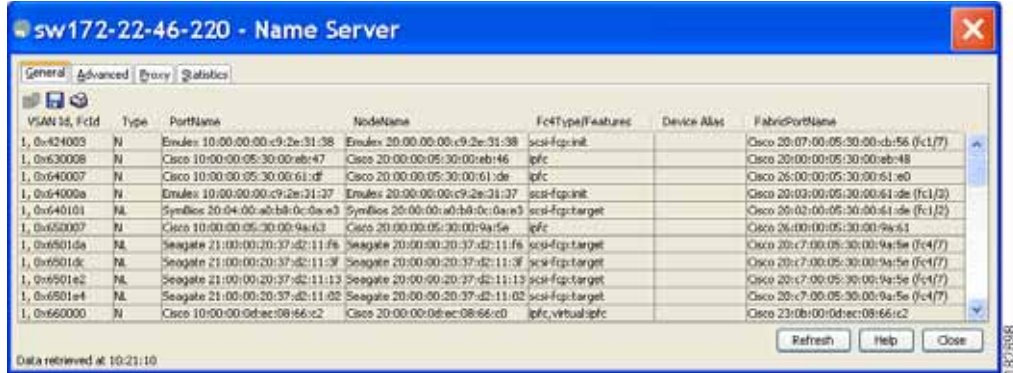 sw172-22-46-220 - Name Server
General Advanced Proxy Statistics
VSAN Id, FcId Type PortName NodeName Fc4Type/Features Device Alias FabricPortName
1, 0x424003 N Emulex 10:00:00:00:c9:2e:31:38 Emulex 20:00:00:00:c9:2e:31:38 scsi-fcp:init Cisco 20:07:00:05:30:00:cb:56 (fc1/7)
1, 0x630008 N Cisco 10:00:00:05:30:00:eb:47 Cisco 20:00:00:05:30:00:eb:46 ipfc Cisco 20:00:00:05:30:00:eb:48
1, 0x640007 N Cisco 10:00:00:05:30:00:61:df Cisco 20:00:00:05:30:00:61:de ipfc Cisco 26:00:00:05:30:00:61:e0
1, 0x64000a N Emulex 10:00:00:00:c9:2e:31:37 Emulex 20:00:00:00:c9:2e:31:37 scsi-fcp:init Cisco 20:03:00:05:30:00:61:de (fc1/3)
1, 0x640101 NL SymBios 20:04:00:a0:b8:0c:0a:e3 SymBios 20:00:00:a0:b8:0c:0a:e3 scsi-fcp:target Cisco 20:02:00:05:30:00:61:de (fc1/2)
1, 0x650007 N Cisco 10:00:00:05:30:00:9a:63 Cisco 20:00:00:05:30:00:9a:5e ipfc Cisco 26:00:00:05:30:00:9a:61
1, 0x6501da NL Seagate 21:00:00:20:37:d2:11:f6 Seagate 20:00:00:20:37:d2:11:f6 scsi-fcp:target Cisco 20:c7:00:05:30:00:9a:5e (fc4/7)
1, 0x6501dc NL Seagate 21:00:00:20:37:d2:11:3f Seagate 20:00:00:20:37:d2:11:3f scsi-fcp:target Cisco 20:c7:00:05:30:00:9a:5e (fc4/7)
1, 0x6501e2 NL Seagate 21:00:00:20:37:d2:11:13 Seagate 20:00:00:20:37:d2:11:13 scsi-fcp:target Cisco 20:c7:00:05:30:00:9a:5e (fc4/7)
1, 0x6501e4 NL Seagate 21:00:00:20:37:d2:11:02 Seagate 20:00:00:20:37:d2:11:02 scsi-fcp:target Cisco 20:c7:00:05:30:00:9a:5e (fc4/7)
1, 0x660000 N Cisco 10:00:00:0d:ec:08:66:c2 Cisco 20:00:00:0d:ec:08:66:c0 ipfc,virtual:ipfc Cisco 23:0b:00:0d:ec:08:66:c2
Refresh Help Close
Data retrieved at 10:21:10
182898